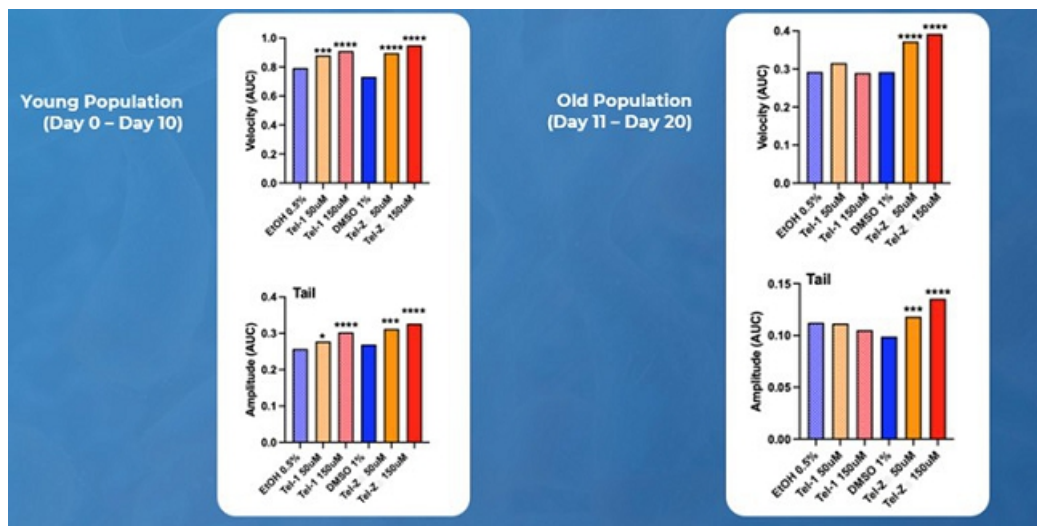 Young Population
(Day 0 – Day 10)
Velocity (AUC)
1.0
0.8
0.6
0.4
0.2
0.0
***
****
****
****
EtOH 0.5%
Tel-1 50uM
Tel-1 150uM
DMSO 1%
Tel-Z 50uM
Tel-Z 150uM
Tail
Amplitude (AUC)
0.4
0.3
0.2
0.1
0.0
*
****
***
****
EtOH 0.5%
Tel-1 50uM
Tel-1 150uM
DMSO 1%
Tel-Z 50uM
Tel-Z 150uM
Old Population
(Day 11 – Day 20)
Velocity (AUC)
0.4
0.3
0.2
0.1
0.0
****
****
EtOH 0.5%
Tel-1 50uM
Tel-1 150uM
DMSO 1%
Tel-Z 50uM
Tel-Z 150uM
Tail
Amplitude (AUC)
0.15
0.10
0.05
0.00
***
****
EtOH 0.5%
Tel-1 50uM
Tel-1 150uM
DMSO 1%
Tel-Z 50uM
Tel-Z 150uM